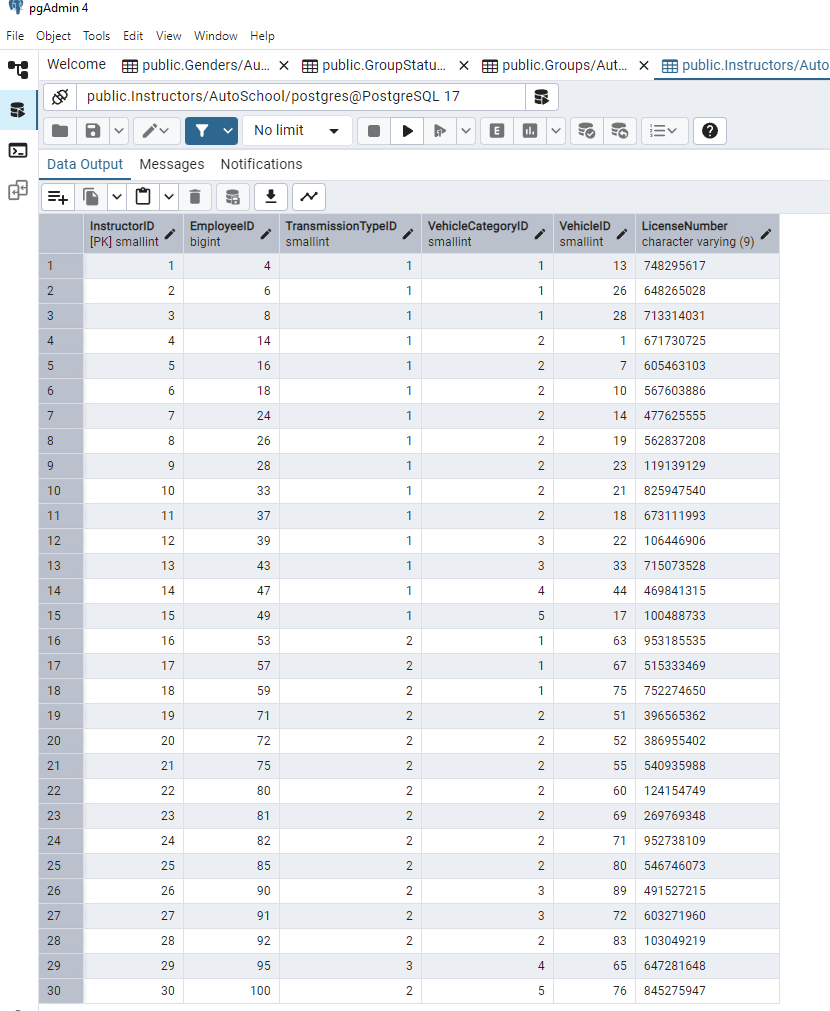 pgAdmin 4
File Object Tools Edit View Window Help
Welcome public.Genders/Au... public.GroupStatu... public.Groups/Aut... public.Instructors/Auto
public.Instructors/AutoSchool/postgres@PostgreSQL 17
No limit E
Data Output Messages Notifications
InstructorID EmployeeID TransmissionTypeID VehicleCategoryID VehicleID LicenseNumber
[PK] smallint bigint smallint smallint smallint character varying (9)
1 1 4 1 1 13 748295617
2 2 6 1 1 26 648265028
3 3 8 1 1 28 713314031
4 4 14 1 2 1 671730725
5 5 16 1 2 7 605463103
6 6 18 1 2 10 567603886
7 7 24 1 2 14 477625555
8 8 26 1 2 19 562837208
9 9 28 1 2 23 119139129
10 10 33 1 2 21 825947540
11 11 37 1 2 18 673111993
12 12 39 1 3 22 106446906
13 13 43 1 3 33 715073528
14 14 47 1 4 44 469841315
15 15 49 1 5 17 100488733
16 16 53 2 1 63 953185535
17 17 57 2 1 67 515333469
18 18 59 2 1 75 752274650
19 19 71 2 2 51 396565362
20 20 72 2 2 52 386955402
21 21 75 2 2 55 540935988
22 22 80 2 2 60 124154749
23 23 81 2 2 69 269769348
24 24 82 2 2 71 952738109
25 25 85 2 2 80 546746073
26 26 90 2 3 89 491527215
27 27 91 2 3 72 603271960
28 28 92 2 2 83 103049219
29 29 95 3 4 65 647281648
30 30 100 2 5 76 845275947